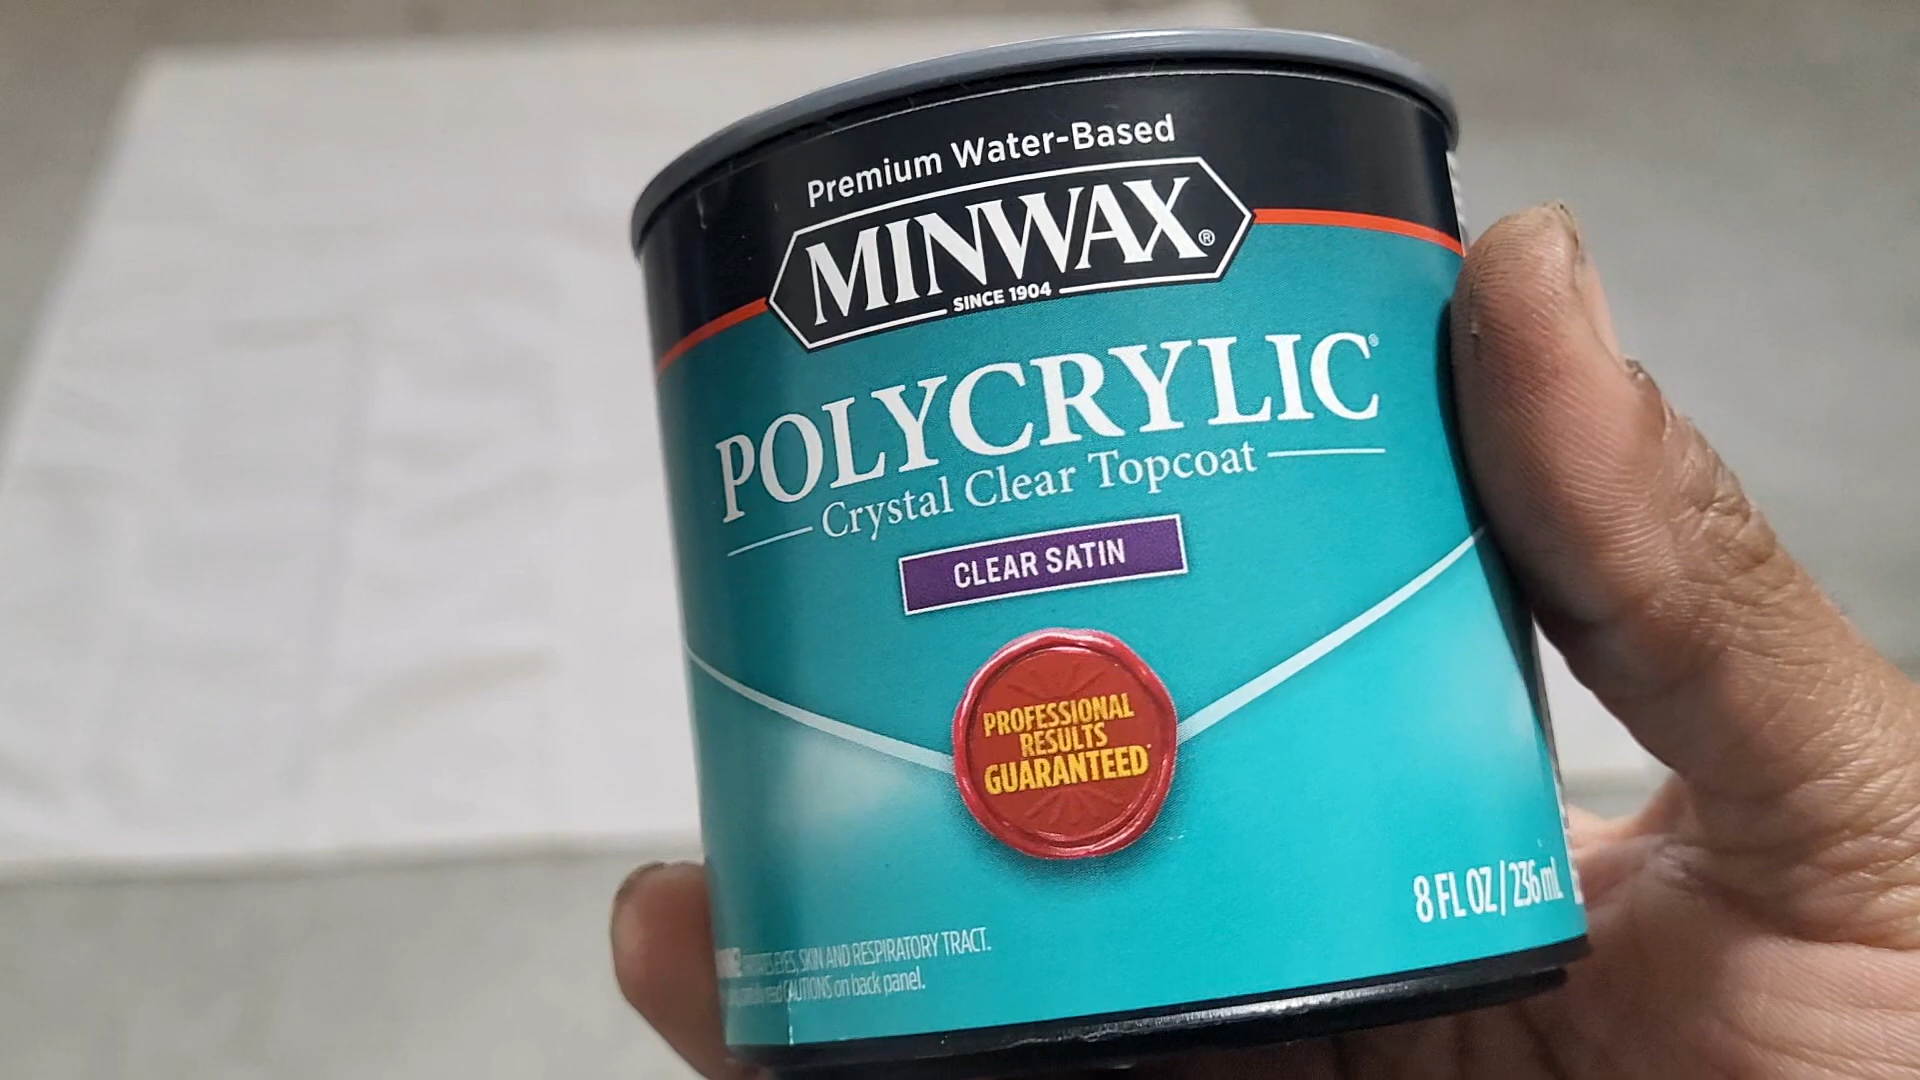 Premium Water-Based
MINWAX®
SINCE 1904
POLYCRYLIC®
Crystal Clear Topcoat
CLEAR SATIN
PROFESSIONAL
RESULTS
GUARANTEED*
8 FL OZ / 236 mL
EYES, SKIN AND RESPIRATORY TRACT.
read CAUTIONS on back panel.